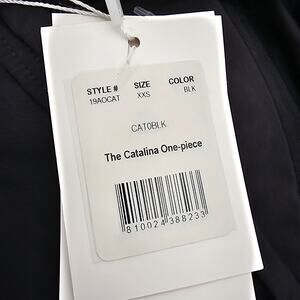 STYLE # SIZE COLOR
19AOCAT XXS BLK
CAT0BLK
The Catalina One-piece
810024388233